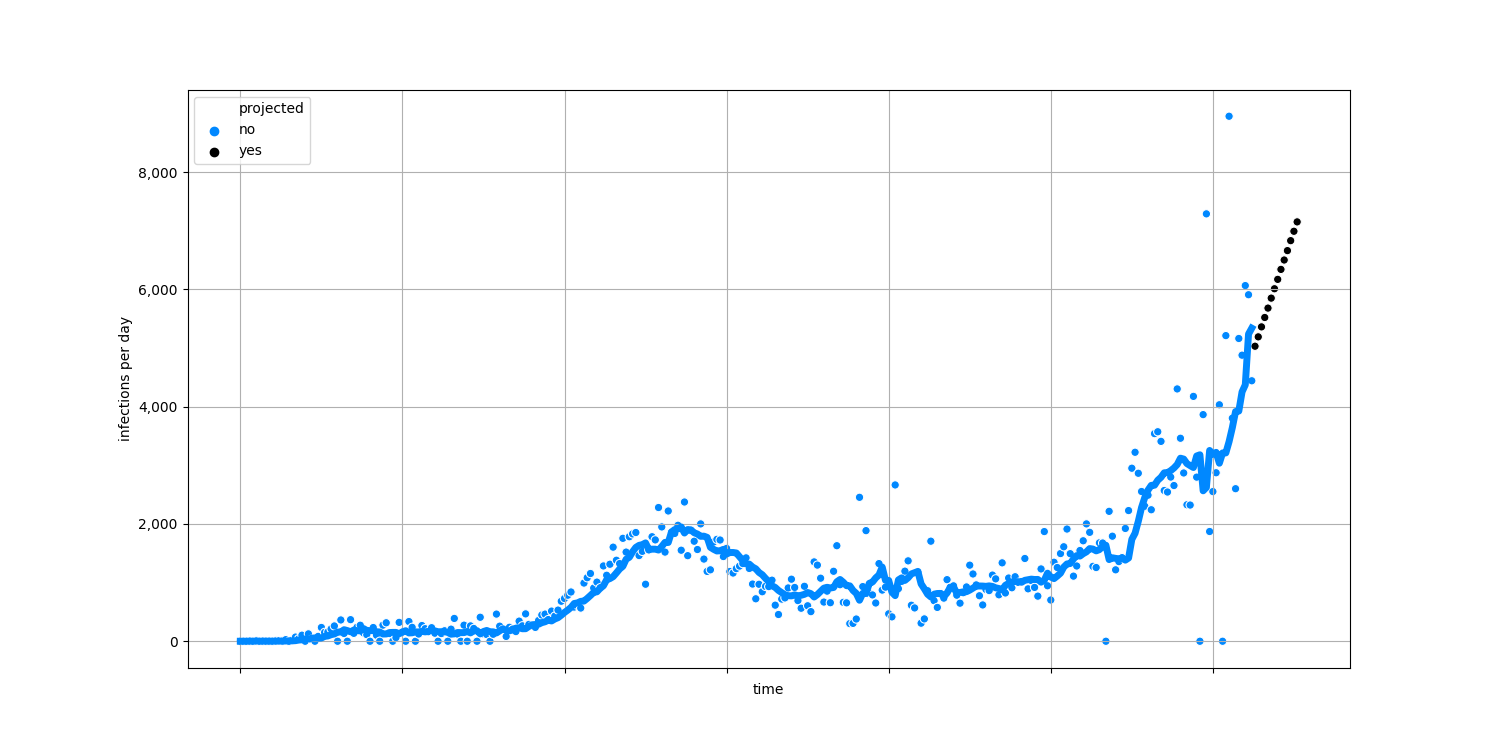 projected
no
yes
8,000
6,000
4,000
2,000
0
infections per day
time